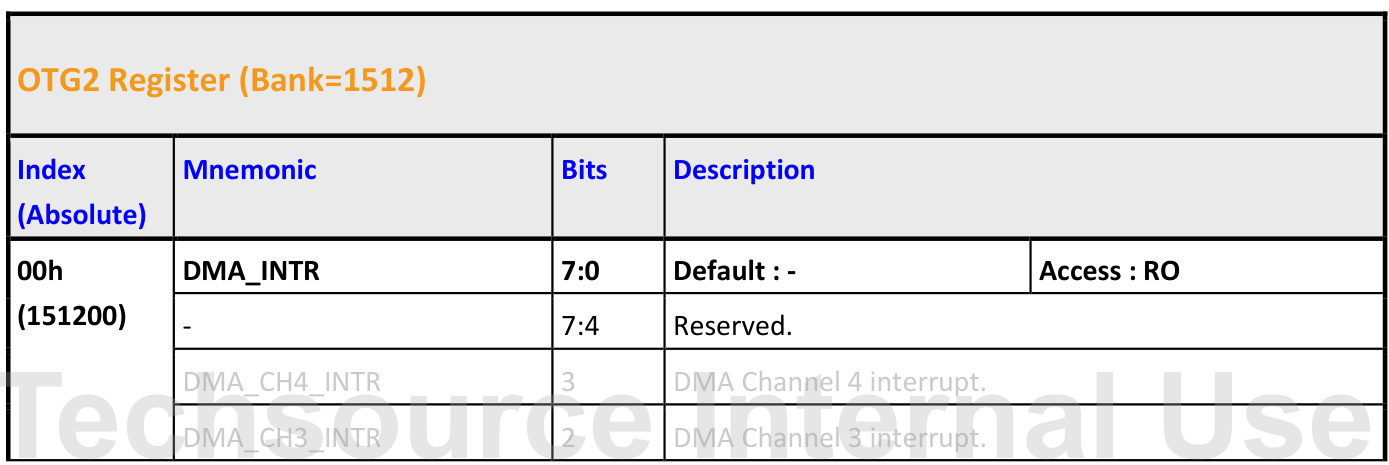 OTG2 Register (Bank=1512)
Index (Absolute) Mnemonic Bits Description
00h (151200) DMA_INTR 7:0 Default : - Access : RO
- 7:4 Reserved.
DMA_CH4_INTR 3 DMA Channel 4 interrupt.
DMA_CH3_INTR 2 DMA Channel 3 interrupt.
Techsource Internal Use